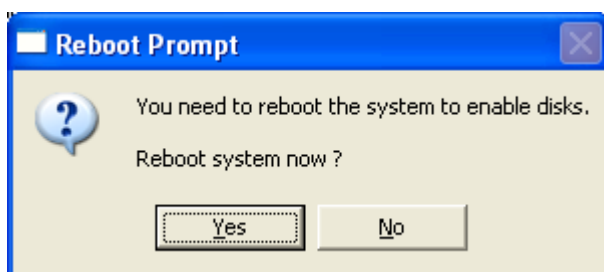 Reboot Prompt
You need to reboot the system to enable disks.
Reboot system now ?
Yes
No